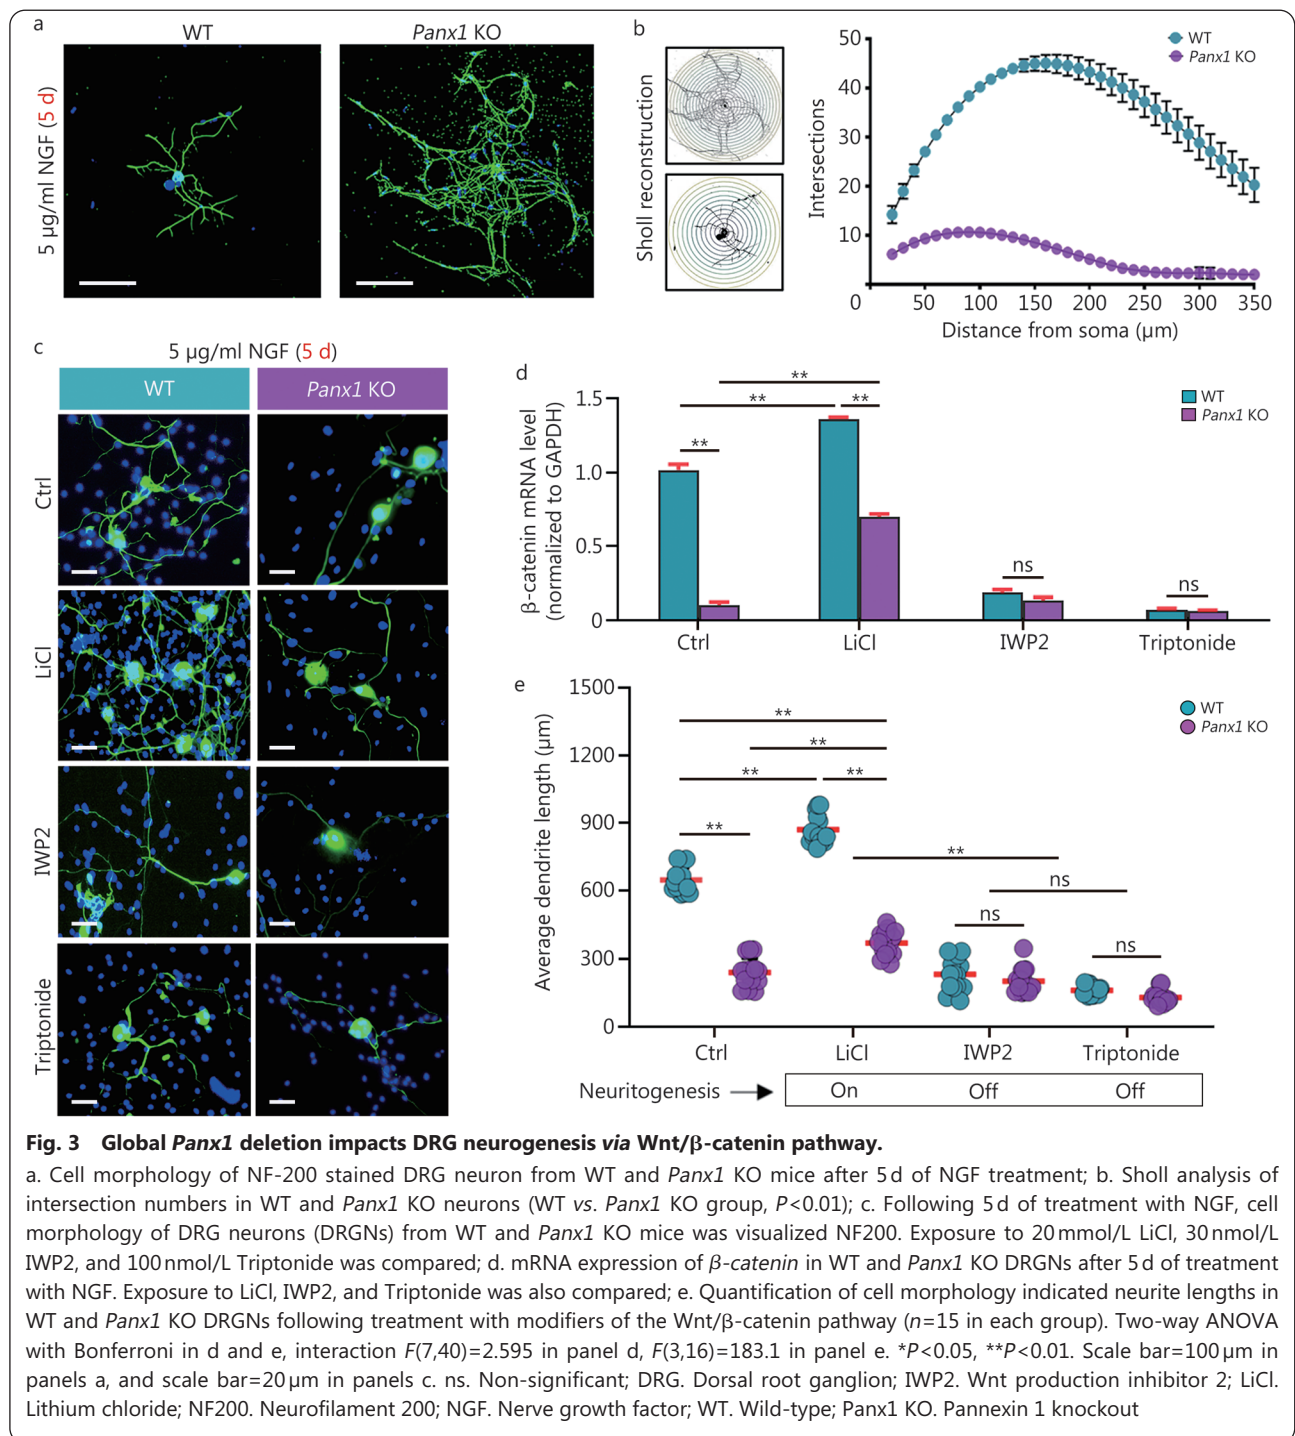 a
WT
Panx1 KO
5 µg/ml NGF (5 d)
b
Sholl reconstruction
Intersections
50
40
30
20
10
0
50
100
150
200
250
300
350
Distance from soma (µm)
WT
Panx1 KO
c
5 µg/ml NGF (5 d)
WT
Panx1 KO
Ctrl
LiCl
IWP2
Triptonide
d
β-catenin mRNA level
(normalized to GAPDH)
1.5
1.0
0.5
0
**
**
**
**
ns
ns
WT
Panx1 KO
Ctrl
LiCl
IWP2
Triptonide
e
Average dendrite length (µm)
1500
1200
900
600
300
0
**
**
**
**
**
**
ns
ns
ns
WT
Panx1 KO
Ctrl
LiCl
IWP2
Triptonide
Neuritogenesis
On
Off
Off
Fig. 3 Global Panx1 deletion impacts DRG neurogenesis via Wnt/β-catenin pathway.
a. Cell morphology of NF-200 stained DRG neuron from WT and Panx1 KO mice after 5 d of NGF treatment; b. Sholl analysis of
intersection numbers in WT and Panx1 KO neurons (WT vs. Panx1 KO group, P<0.01); c. Following 5 d of treatment with NGF, cell
morphology of DRG neurons (DRGNs) from WT and Panx1 KO mice was visualized NF200. Exposure to 20 mmol/L LiCl, 30 nmol/L
IWP2, and 100 nmol/L Triptonide was compared; d. mRNA expression of β-catenin in WT and Panx1 KO DRGNs after 5 d of treatment
with NGF. Exposure to LiCl, IWP2, and Triptonide was also compared; e. Quantification of cell morphology indicated neurite lengths in
WT and Panx1 KO DRGNs following treatment with modifiers of the Wnt/β-catenin pathway (n=15 in each group). Two-way ANOVA
with Bonferroni in d and e, interaction F(7,40)=2.595 in panel d, F(3,16)=183.1 in panel e. *P<0.05, **P<0.01. Scale bar=100 µm in
panels a, and scale bar=20 µm in panels c. ns. Non-significant; DRG. Dorsal root ganglion; IWP2. Wnt production inhibitor 2; LiCl.
Lithium chloride; NF200. Neurofilament 200; NGF. Nerve growth factor; WT. Wild-type; Panx1 KO. Pannexin 1 knockout